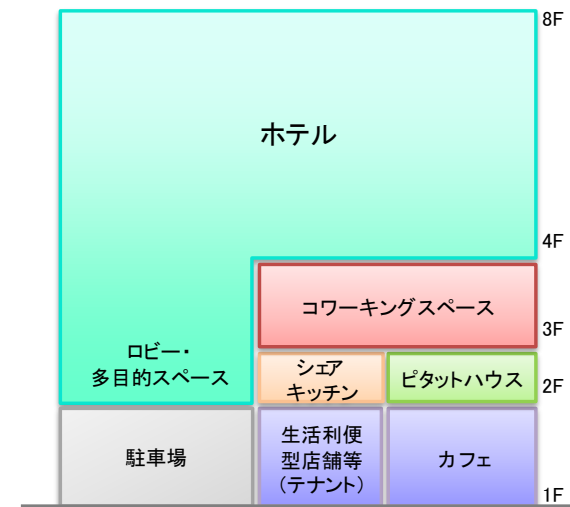 8F
ホテル
4F
コワーキングスペース
3F
ロビー・
多目的スペース
シェア
キッチン
ピタットハウス
2F
駐車場
生活利便
型店舗等
（テナント）
カフェ
1F